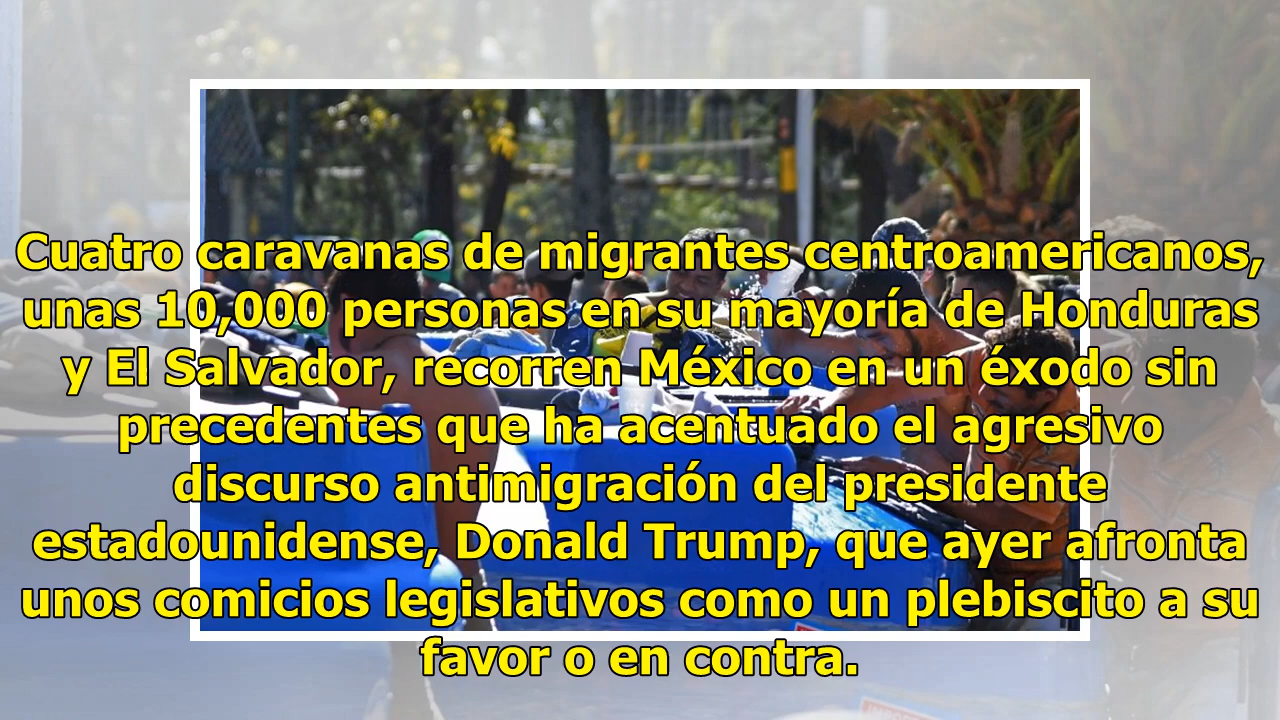 Cuatro caravanas de migrantes centroamericanos,
unas 10,000 personas en su mayoría de Honduras
y El Salvador, recorren México en un éxodo sin
precedentes que ha acentuado el agresivo
discurso antimigración del presidente
estadounidense, Donald Trump, que ayer afronta
unos comicios legislativos como un plebiscito a su
favor o en contra.